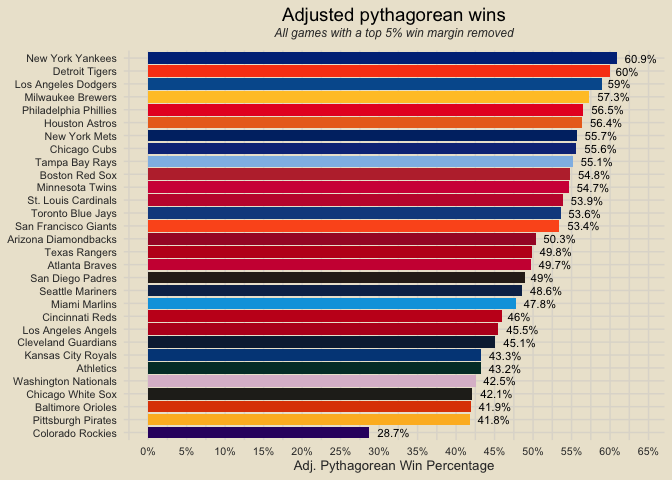 Adjusted pythagorean wins
All games with a top 5% win margin removed
New York Yankees 60.9%
Detroit Tigers 60%
Los Angeles Dodgers 59%
Milwaukee Brewers 57.3%
Philadelphia Phillies 56.5%
Houston Astros 56.4%
New York Mets 55.7%
Chicago Cubs 55.6%
Tampa Bay Rays 55.1%
Boston Red Sox 54.8%
Minnesota Twins 54.7%
St. Louis Cardinals 53.9%
Toronto Blue Jays 53.6%
San Francisco Giants 53.4%
Arizona Diamondbacks 50.3%
Texas Rangers 49.8%
Atlanta Braves 49.7%
San Diego Padres 49%
Seattle Mariners 48.6%
Miami Marlins 47.8%
Cincinnati Reds 46%
Los Angeles Angels 45.5%
Cleveland Guardians 45.1%
Kansas City Royals 43.3%
Athletics 43.2%
Washington Nationals 42.5%
Chicago White Sox 42.1%
Baltimore Orioles 41.9%
Pittsburgh Pirates 41.8%
Colorado Rockies 28.7%
0% 5% 10% 15% 20% 25% 30% 35% 40% 45% 50% 55% 60% 65%
Adj. Pythagorean Win Percentage